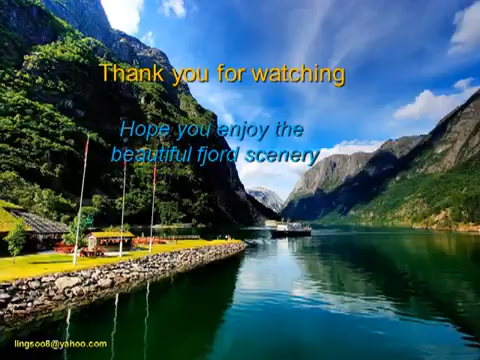 Thank you for watching
Hope you enjoy the
beautiful fjord scenery
lingsoo8@yahoo.com